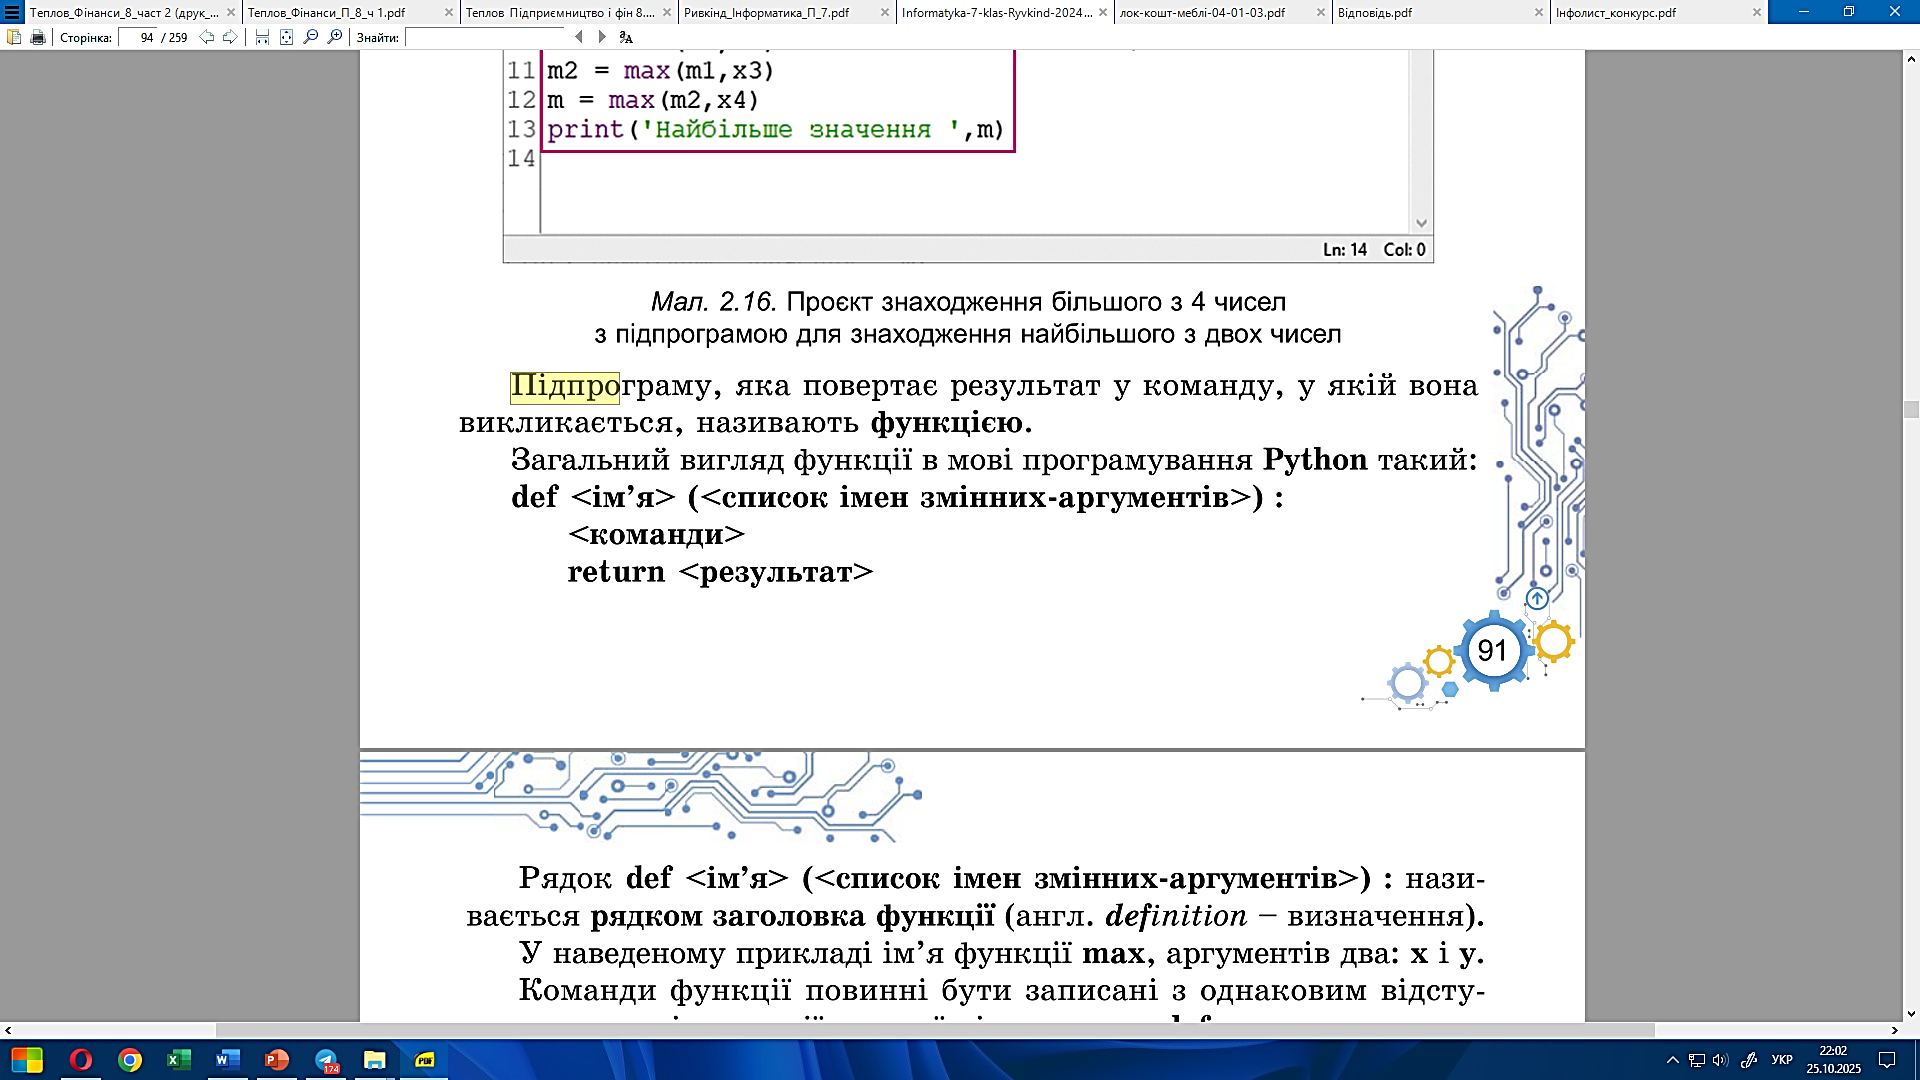 Теплов_Фінанси_8_част 2 (друк_...
Теплов_Фінанси_П_8_ч 1.pdf
Теплов Підприємництво і фін 8....
Ривкінд_Інформатика_П_7.pdf
Informatyka-7-klas-Ryvkind-2024...
лок-кошт-меблі-04-01-03.pdf
Відповідь.pdf
Інфолист_конкурс.pdf
Сторінка: 94 / 259 Знайти:
11 m2 = max(m1,x3)
12 m = max(m2,x4)
13 print('Найбільше значення ',m)
14
Ln: 14 Col: 0
Мал. 2.16. Проєкт знаходження більшого з 4 чисел
з підпрограмою для знаходження найбільшого з двох чисел
Підпрограму, яка повертає результат у команду, у якій вона
викликається, називають функцією.
Загальний вигляд функції в мові програмування Python такий:
def <ім’я> (<список імен змінних-аргументів>) :
<команди>
return <результат>
91
Рядок def <ім’я> (<список імен змінних-аргументів>) : нази-
вається рядком заголовка функції (англ. definition – визначення).
У наведеному прикладі ім’я функції max, аргументів два: x і y.
Команди функції повинні бути записані з однаковим відсту-
174
PDF
УКР
22:02
25.10.2025